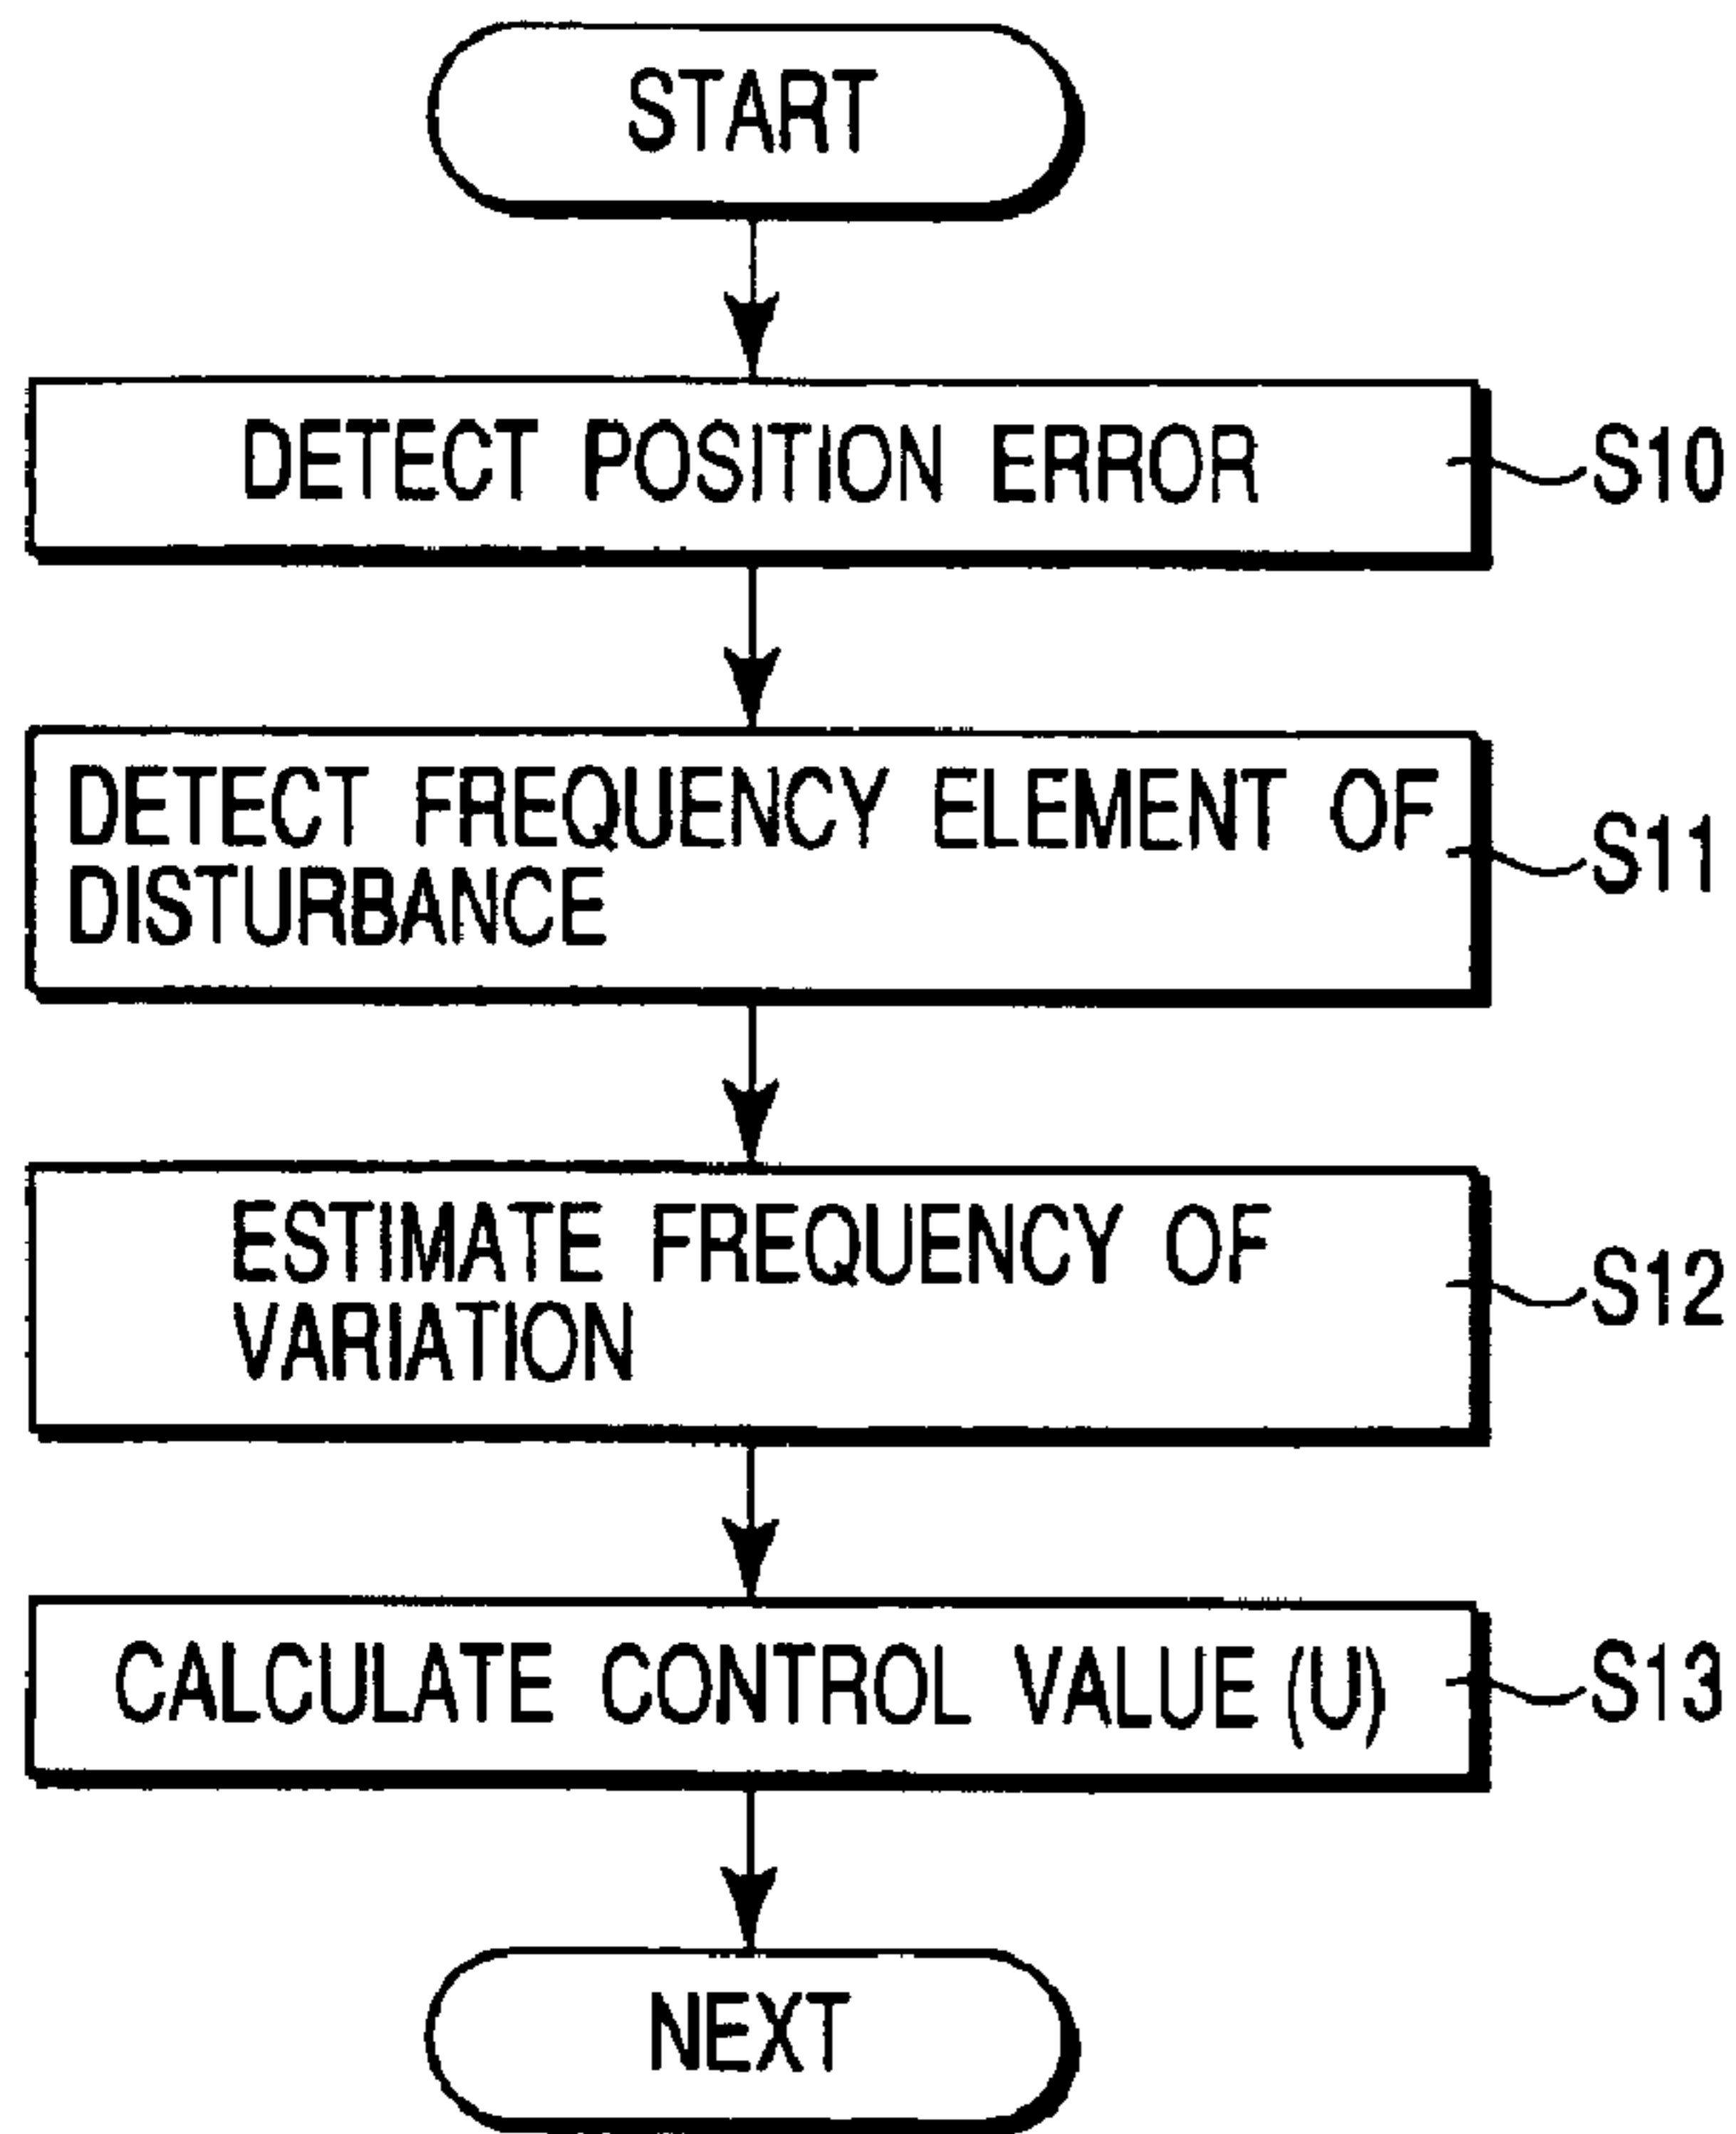 START
DETECT POSITION ERROR
S10
DETECT FREQUENCY ELEMENT OF
DISTURBANCE
S11
ESTIMATE FREQUENCY OF
VARIATION
S12
CALCULATE CONTROL VALUE (U)
S13
NEXT